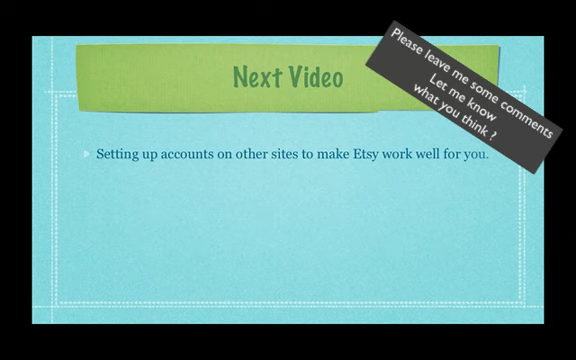 Next Video
Please leave me some comments
Let me know
what you think ?
Setting up accounts on other sites to make Etsy work well for you.